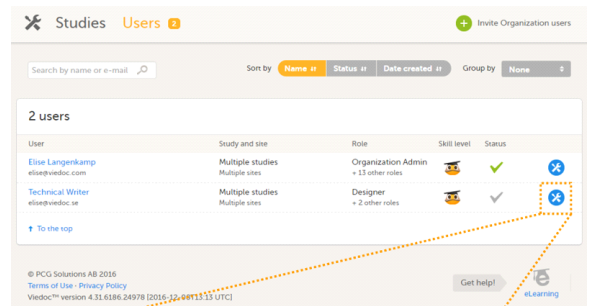 Studies Users 2
Invite Organization users
Search by name or e-mail
Sort by Name Status Date created Group by None
2 users
User Study and site Role Skill level Status
Elise Langenkamp Multiple studies Organization Admin
elise@viedoc.com Multiple sites + 13 other roles
Technical Writer Multiple studies Designer
elise@viedoc.se Multiple sites + 2 other roles
To the top
© PCG Solutions AB 2016
Terms of Use - Privacy Policy
Viedoc™ version 4.31.6186.24978 [2016-12-08T13:13 UTC]
Get help!
eLearning